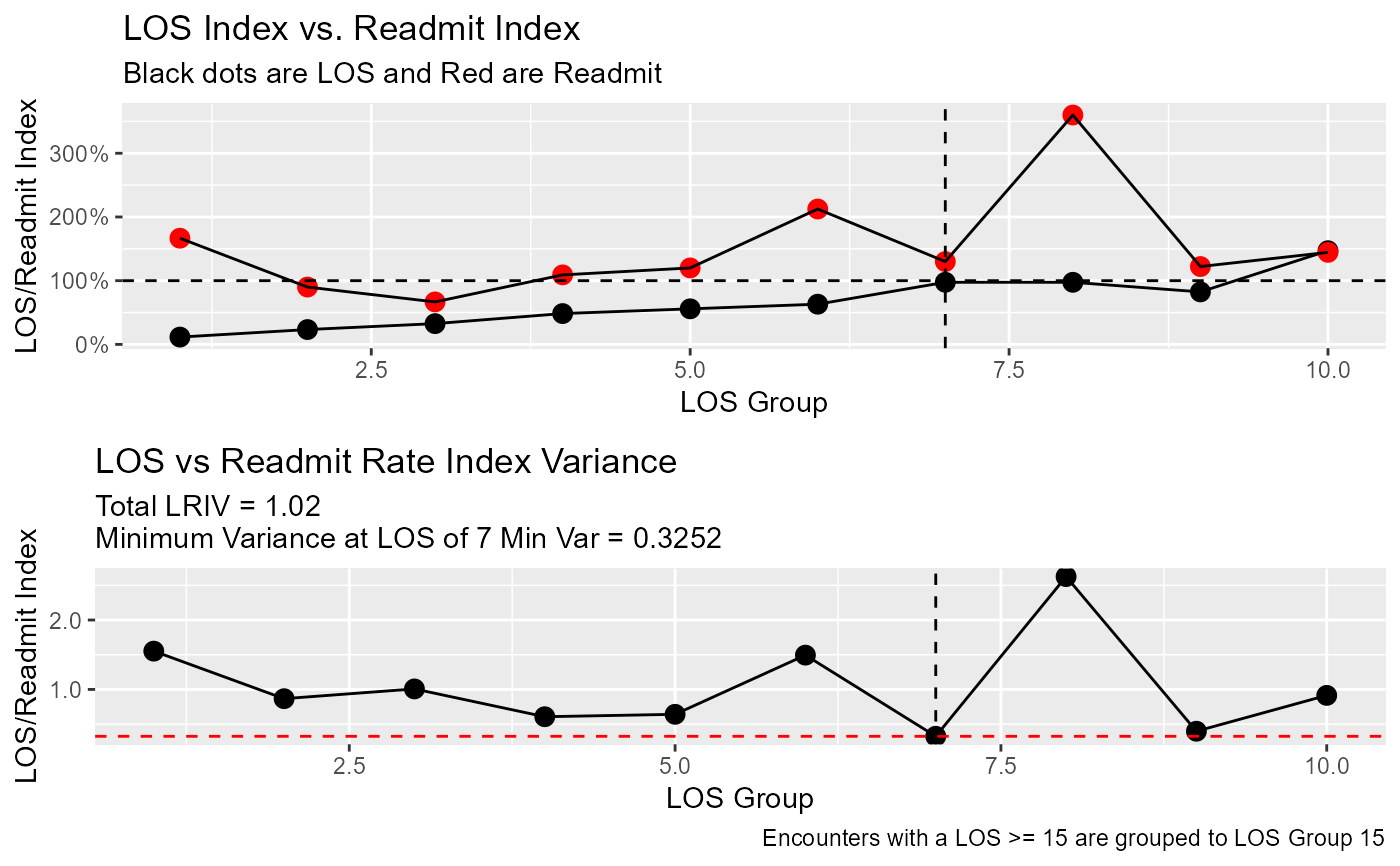 LOS Index vs. Readmit Index
Black dots are LOS and Red are Readmit
LOS/Readmit Index
300%
200%
100%
0%
2.5 5.0 7.5 10.0
LOS Group
LOS vs Readmit Rate Index Variance
Total LRIV = 1.02
Minimum Variance at LOS of 7 Min Var = 0.3252
LOS/Readmit Index
2.0
1.0
2.5 5.0 7.5 10.0
LOS Group
Encounters with a LOS >= 15 are grouped to LOS Group 15